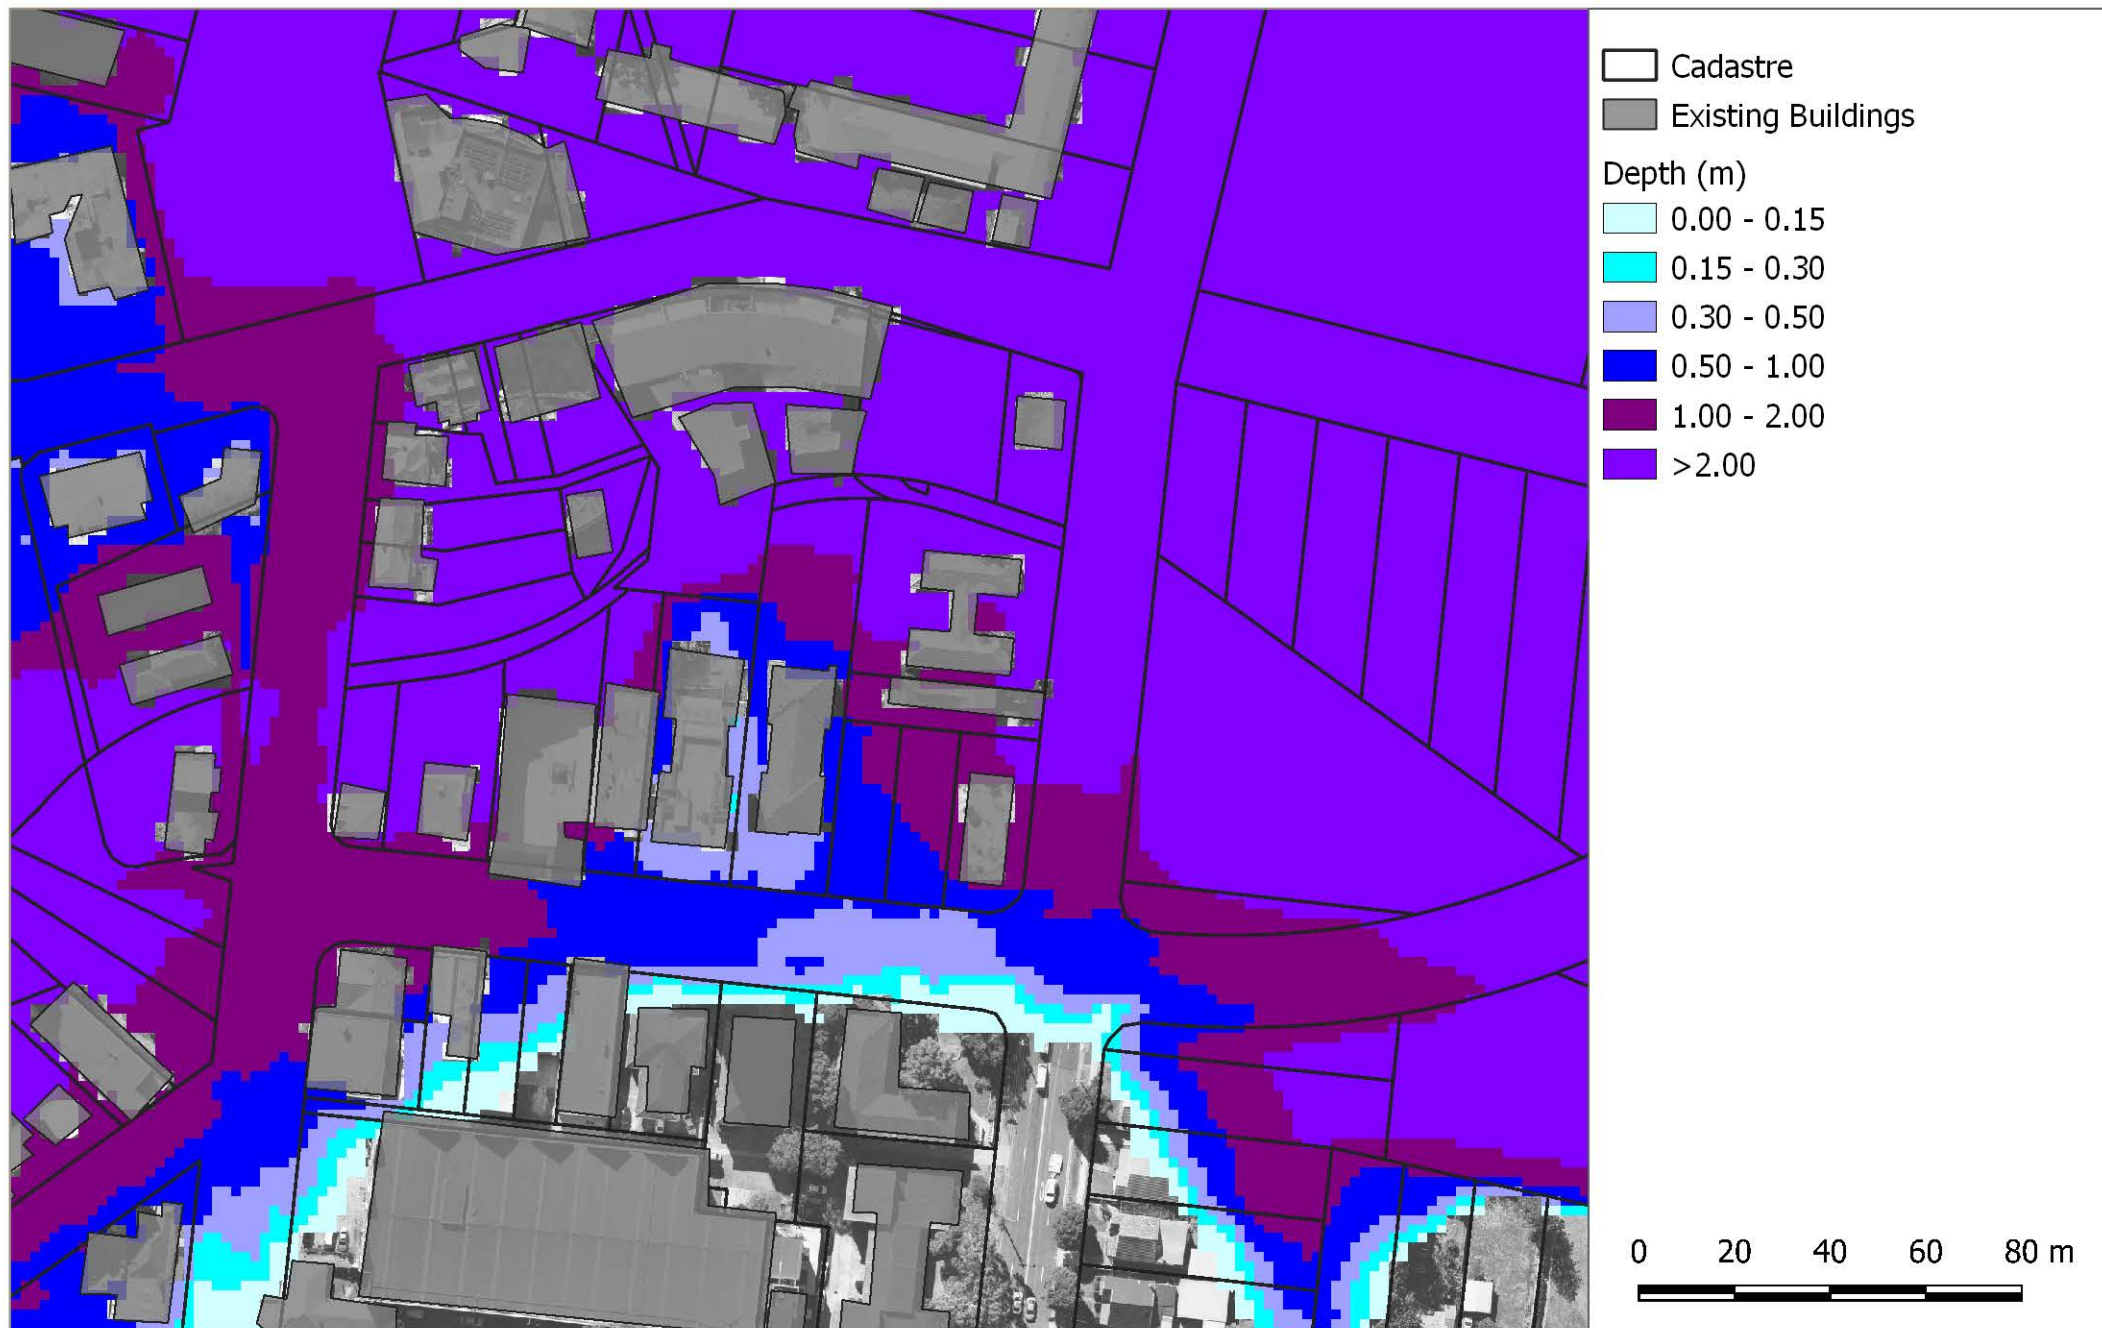 Cadastre
Existing Buildings
Depth (m)
0.00 - 0.15
0.15 - 0.30
0.30 - 0.50
0.50 - 1.00
1.00 - 2.00
>2.00
0 20 40 60 80 m